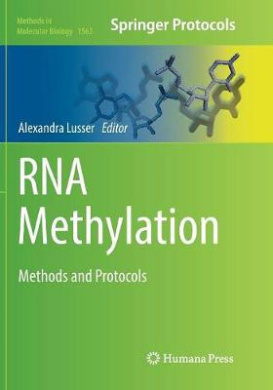 Methods in
Molecular Biology 1562
Springer Protocols
Alexandra Lusser Editor
RNA
Methylation
Methods and Protocols
Humana Press